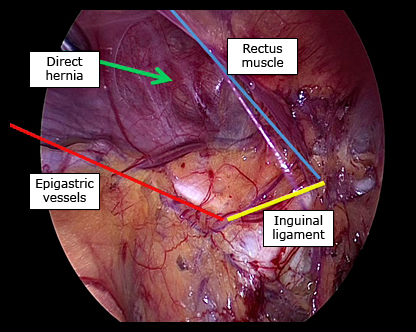 Rectus
muscle
Direct
hernia
Epigastric
vessels
Inguinal
ligament